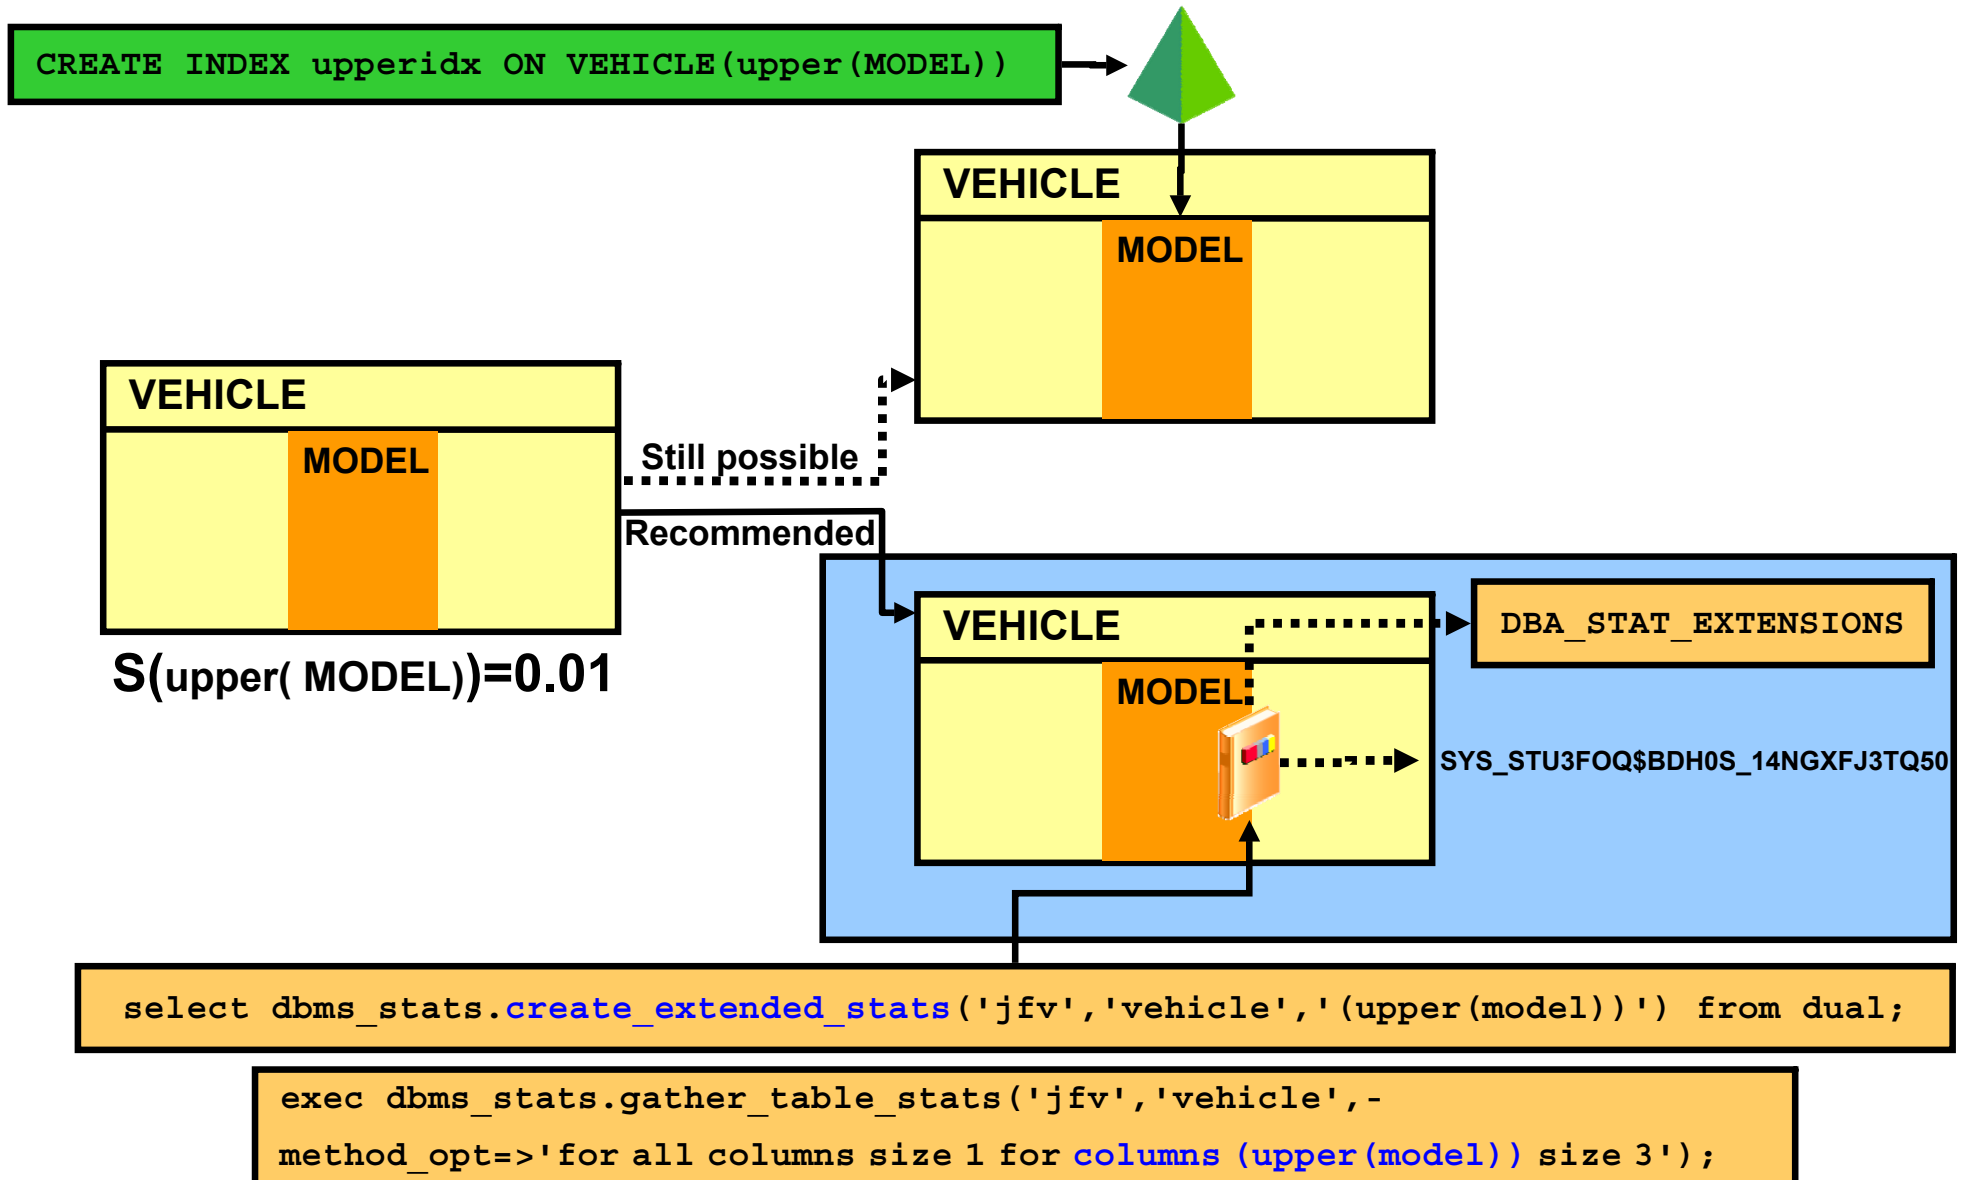 CREATE INDEX upperidx ON VEHICLE(upper(MODEL))
VEHICLE
MODEL
VEHICLE
MODEL
Still possible
Recommended
S(upper( MODEL))=0.01
VEHICLE
MODEL
DBA_STAT_EXTENSIONS
SYS_STU3FOQ$BDH0S_14NGXFJ3TQ50
select dbms_stats.create_extended_stats('jfv','vehicle','(upper(model))') from dual;
exec dbms_stats.gather_table_stats('jfv','vehicle',-
method_opt=>'for all columns size 1 for columns (upper(model)) size 3');